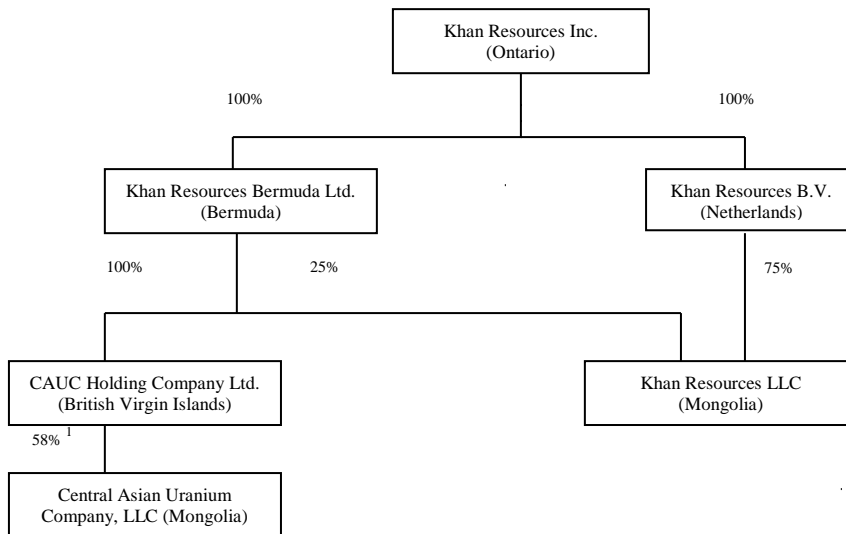 Khan Resources Inc.
(Ontario)
100%
100%
Khan Resources Bermuda Ltd.
(Bermuda)
Khan Resources B.V.
(Netherlands)
100%
25%
75%
CAUC Holding Company Ltd.
(British Virgin Islands)
Khan Resources LLC
(Mongolia)
58% 1
Central Asian Uranium
Company, LLC (Mongolia)